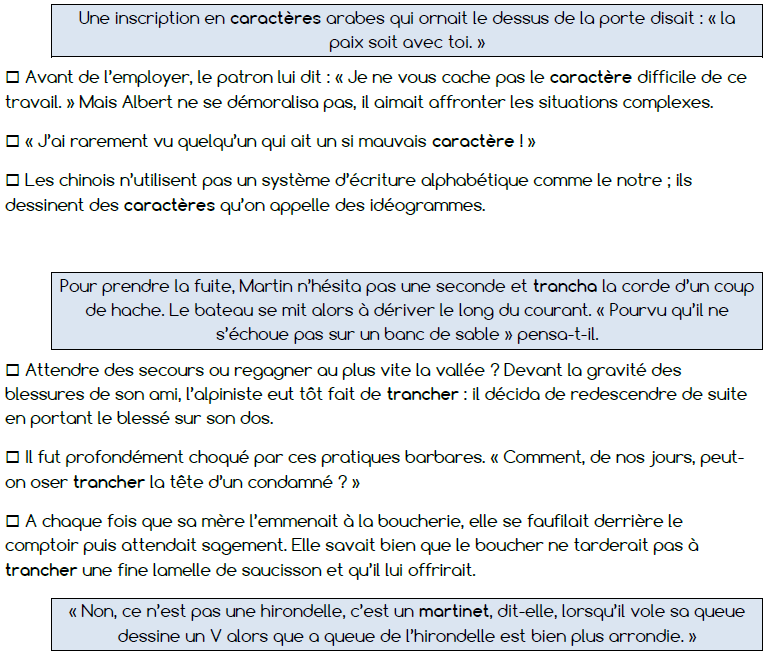 Une inscription en caractères arabes qui ornait le dessus de la porte disait : « la
paix soit avec toi. »
□ Avant de l'employer, le patron lui dit : « Je ne vous cache pas le caractère difficile de ce
travail. » Mais Albert ne se démoralisa pas, il aimait affronter les situations complexes.
□ « J'ai rarement vu quelqu'un qui ait un si mauvais caractère ! »
□ Les chinois n'utilisent pas un système d'écriture alphabétique comme le notre ; ils
dessinent des caractères qu'on appelle des idéogrammes.
Pour prendre la fuite, Martin n'hésita pas une seconde et trancha la corde d'un coup
de hache. Le bateau se mit alors à dériver le long du courant. « Pourvu qu'il ne
s'échoue pas sur un banc de sable » pensa-t-il.
□ Attendre des secours ou regagner au plus vite la vallée ? Devant la gravité des
blessures de son ami, l'alpiniste eut tôt fait de trancher : il décida de redescendre de suite
en portant le blessé sur son dos.
□ Il fut profondément choqué par ces pratiques barbares. « Comment, de nos jours, peut-
on oser trancher la tête d'un condamné ? »
□ A chaque fois que sa mère l'emmenait à la boucherie, elle se faufilait derrière le
comptoir puis attendait sagement. Elle savait bien que le boucher ne tarderait pas à
trancher une fine lamelle de saucisson et qu'il lui offrirait.
« Non, ce n'est pas une hirondelle, c'est un martinet, dit-elle, lorsqu'il vole sa queue
dessine un V alors que a queue de l'hirondelle est bien plus arrondie. »